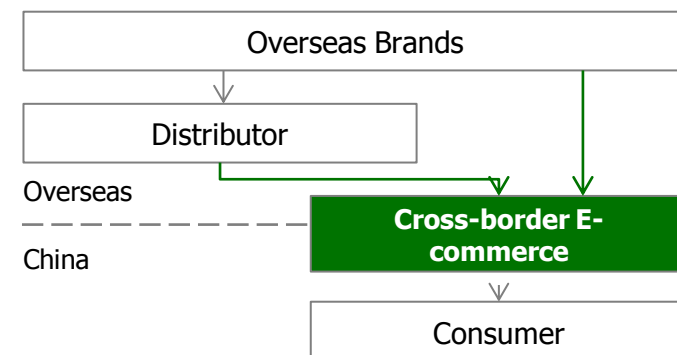 Overseas Brands
Distributor
Overseas
Cross-border E-
commerce
China
Consumer